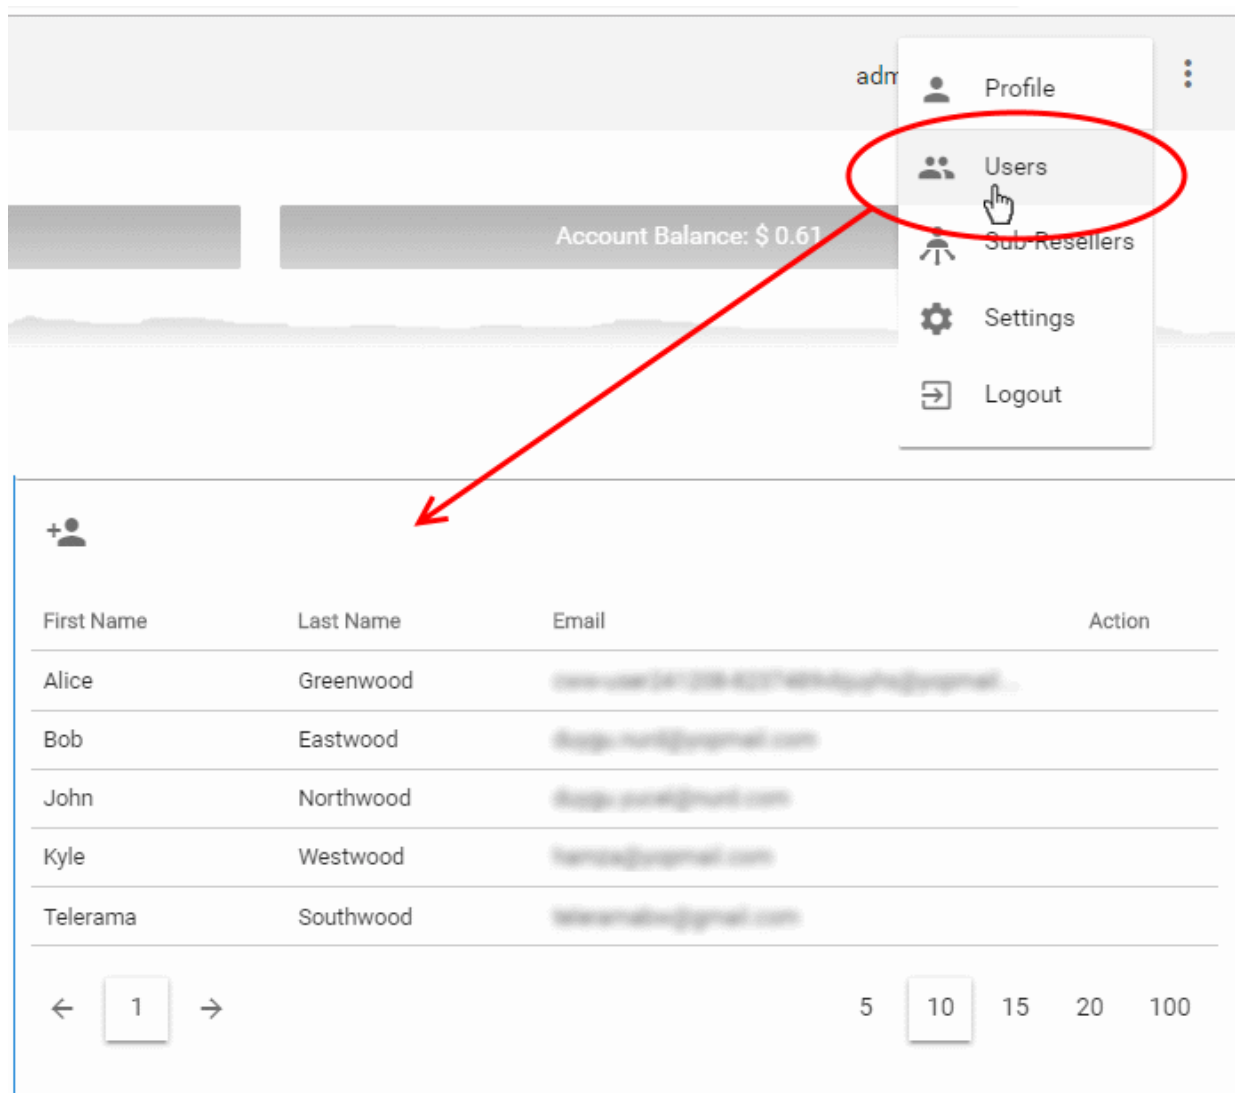 adm
Profile
Users
Account Balance: $ 0.61
Sub-Resellers
Settings
Logout
First Name Last Name Email Action
Alice Greenwood
Bob Eastwood
John Northwood
Kyle Westwood
Telerama Southwood
1 5 10 15 20 100